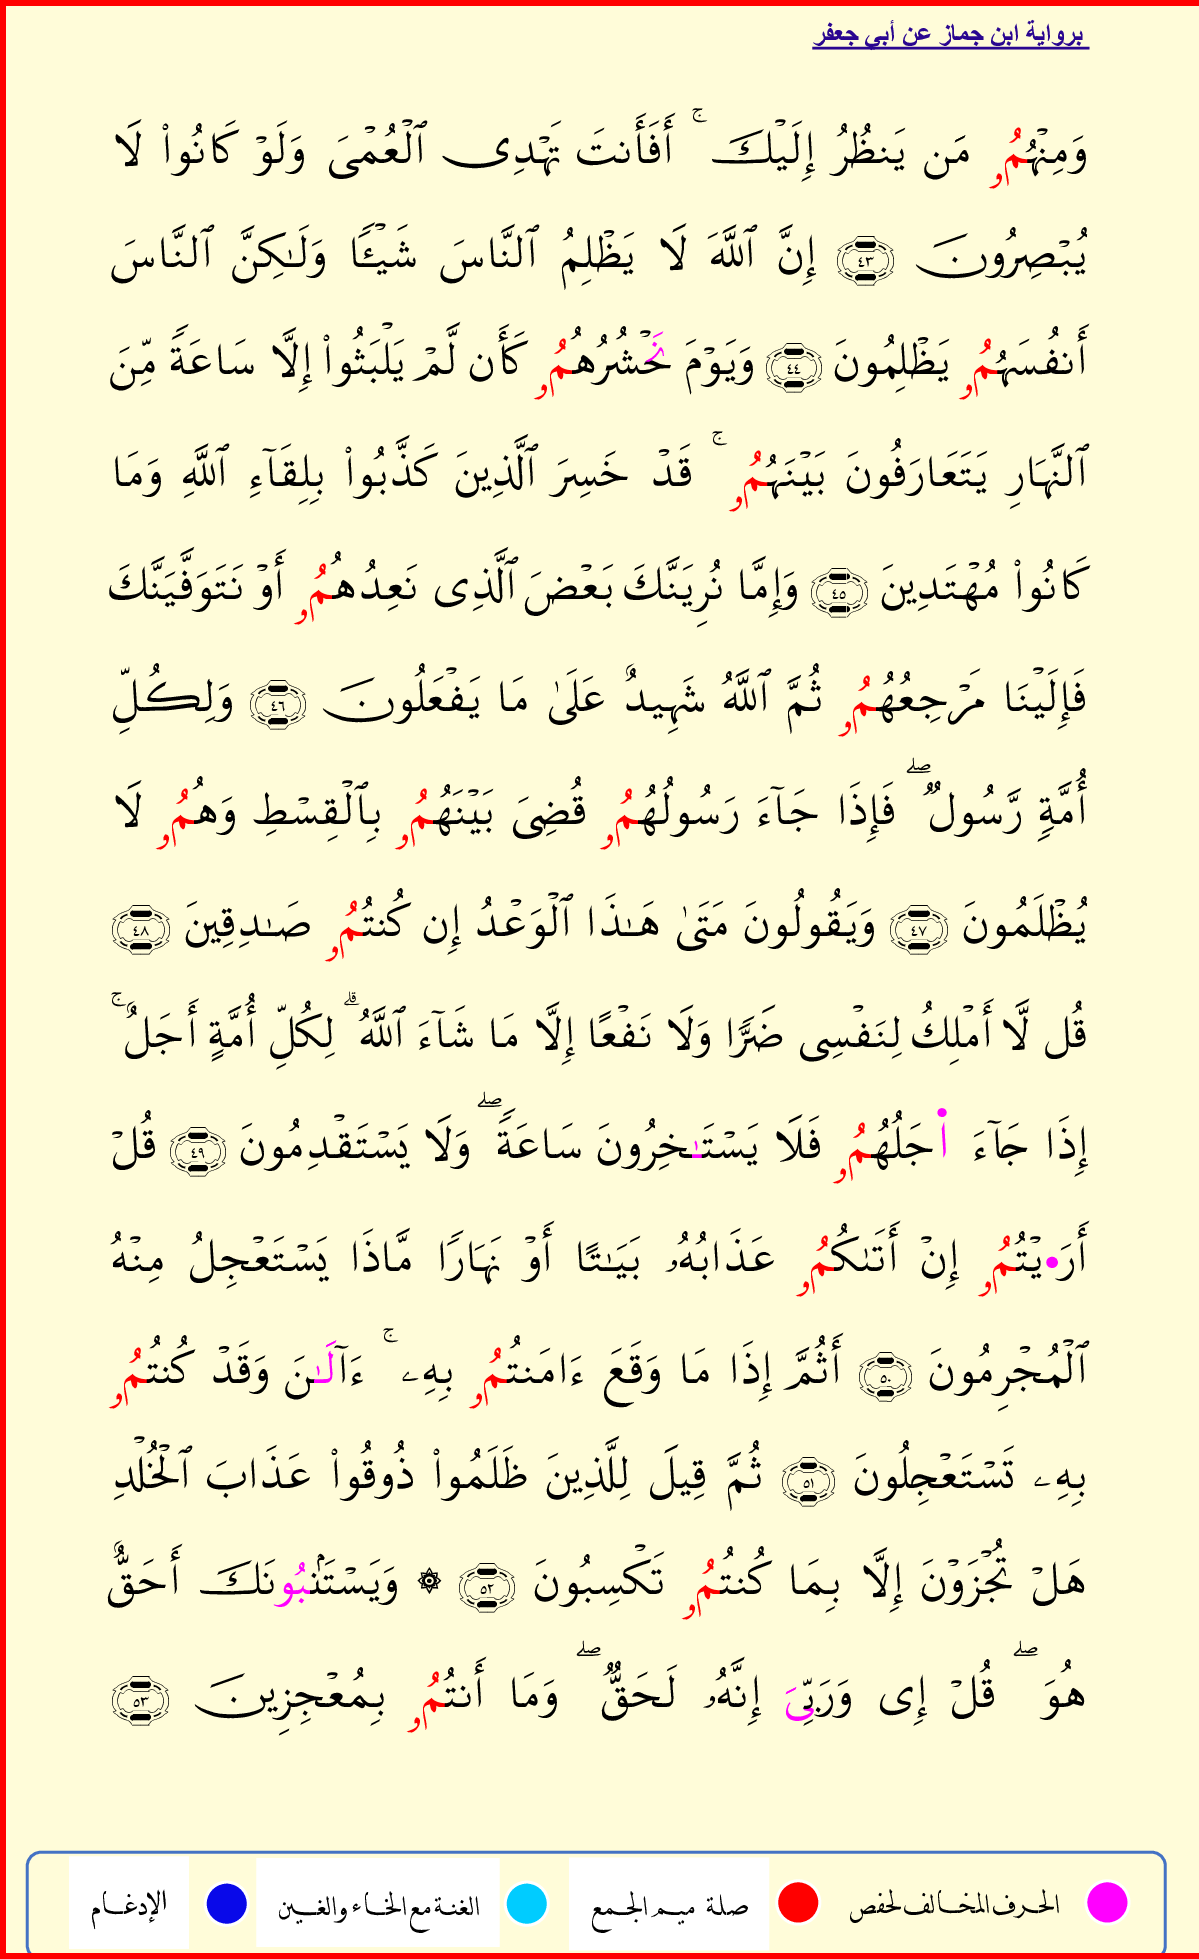 برواية ابن جماز عن أبي جعفر
وَمِنْهُمُۥ مَن يَنظُرُ إِلَيْكَ ۚ أَفَأَنتَ تَهْدِى ٱلْعُمْىَ وَلَوْ كَانُوا۟ لَا
يُبْصِرُونَ ٤٣ إِنَّ ٱللَّهَ لَا يَظْلِمُ ٱلنَّاسَ شَيْـًٔا وَلَـٰكِنَّ ٱلنَّاسَ
أَنفُسَهُمُۥ يَظْلِمُونَ ٤٤ وَيَوْمَ نَحْشُرُهُمُۥ كَأَن لَّمْ يَلْبَثُوا۟ إِلَّا سَاعَةً مِّنَ
ٱلنَّهَارِ يَتَعَارَفُونَ بَيْنَهُمُۥ ۚ قَدْ خَسِرَ ٱلَّذِينَ كَذَّبُوا۟ بِلِقَآءِ ٱللَّهِ وَمَا
كَانُوا۟ مُهْتَدِينَ ٤٥ وَإِمَّا نُرِيَنَّكَ بَعْضَ ٱلَّذِى نَعِدُهُمُۥ أَوْ نَتَوَفَّيَنَّكَ
فَإِلَيْنَا مَرْجِعُهُمُۥ ثُمَّ ٱللَّهُ شَهِيدٌ عَلَىٰ مَا يَفْعَلُونَ ٤٦ وَلِكُلِّ
أُمَّةٍ رَّسُولٌ ۖ فَإِذَا جَآءَ رَسُولُهُمُۥ قُضِىَ بَيْنَهُمُۥ بِٱلْقِسْطِ وَهُمُۥ لَا
يُظْلَمُونَ ٤٧ وَيَقُولُونَ مَتَىٰ هَـٰذَا ٱلْوَعْدُ إِن كُنتُمُۥ صَـٰدِقِينَ ٤٨
قُل لَّا أَمْلِكُ لِنَفْسِى ضَرًّا وَلَا نَفْعًا إِلَّا مَا شَآءَ ٱللَّهُ ۗ لِكُلِّ أُمَّةٍ أَجَلٌ ۚ
إِذَا جَآءَ ا۬جَلُهُمُۥ فَلَا يَسْتَـٰخِرُونَ سَاعَةً ۖ وَلَا يَسْتَقْدِمُونَ ٤٩ قُلْ
أَرَ•يْتُمُۥ إِنْ أَتَىٰكُمُۥ عَذَابُهُۥ بَيَـٰتًا أَوْ نَهَارًا مَّاذَا يَسْتَعْجِلُ مِنْهُ
ٱلْمُجْرِمُونَ ٥٠ أَثُمَّ إِذَا مَا وَقَعَ ءَامَنتُمُۥ بِهِۦ ۚ ءَآلَـٰنَ وَقَدْ كُنتُمُۥ
بِهِۦ تَسْتَعْجِلُونَ ٥١ ثُمَّ قِيلَ لِلَّذِينَ ظَلَمُوا۟ ذُوقُوا۟ عَذَابَ ٱلْخُلْدِ
هَلْ تُجْزَوْنَ إِلَّا بِمَا كُنتُمُۥ تَكْسِبُونَ ٥٢ ۞ وَيَسْتَنۢبُونَكَ أَحَقٌّ
هُوَ ۖ قُلْ إِى وَرَبِّىَ إِنَّهُۥ لَحَقٌّ ۖ وَمَا أَنتُمُۥ بِمُعْجِزِينَ ٥٣
الحرف المخالف لحفص صلة ميم الجمع الغنة مع الخاء والغين الإدغام